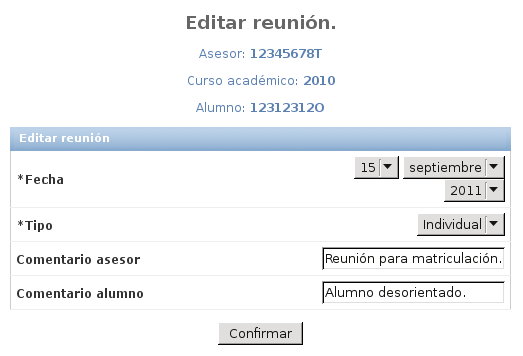 Editar reunión.
Asesor: 12345678T
Curso académico: 2010
Alumno: 12312312O
Editar reunión
*Fecha 15 septiembre
2011
*Tipo Individual
Comentario asesor Reunión para matriculación.
Comentario alumno Alumno desorientado.
Confirmar